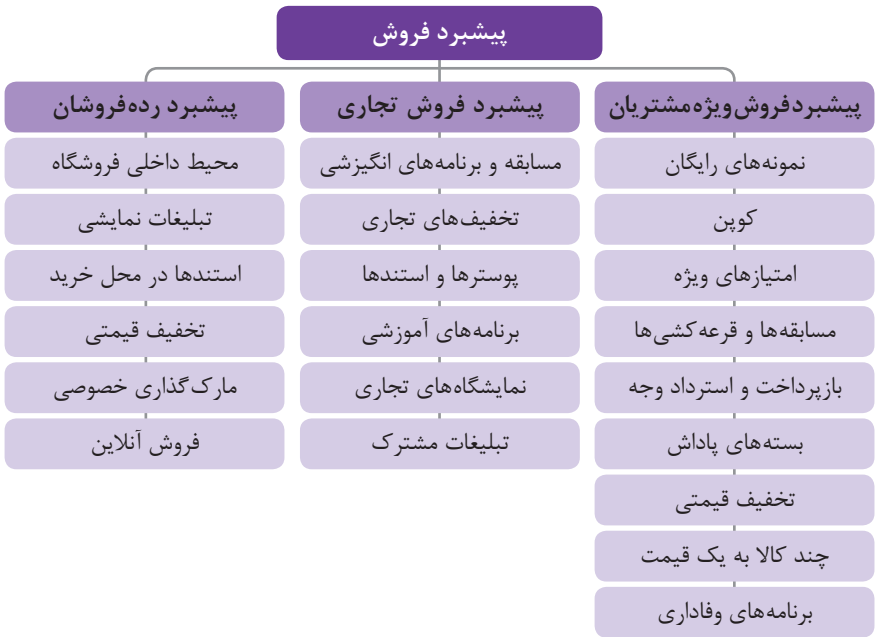 پیشبرد فروش
پیشبردفروش‌ویژه‌مشتریان
نمونه‌های رایگان
کوپن
امتیازهای ویژه
مسابقه‌ها و قرعه‌کشی‌ها
بازپرداخت و استرداد وجه
بسته‌های پاداش
تخفیف قیمتی
چند کالا به یک قیمت
برنامه‌های وفاداری
پیشبرد فروش تجاری
مسابقه و برنامه‌های انگیزشی
تخفیف‌های تجاری
پوسترها و استندها
برنامه‌های آموزشی
نمایشگاه‌های تجاری
تبلیغات مشترک
پیشبرد رده‌فروشان
محیط داخلی فروشگاه
تبلیغات نمایشی
استندها در محل خرید
تخفیف قیمتی
مارک‌گذاری خصوصی
فروش آنلاین